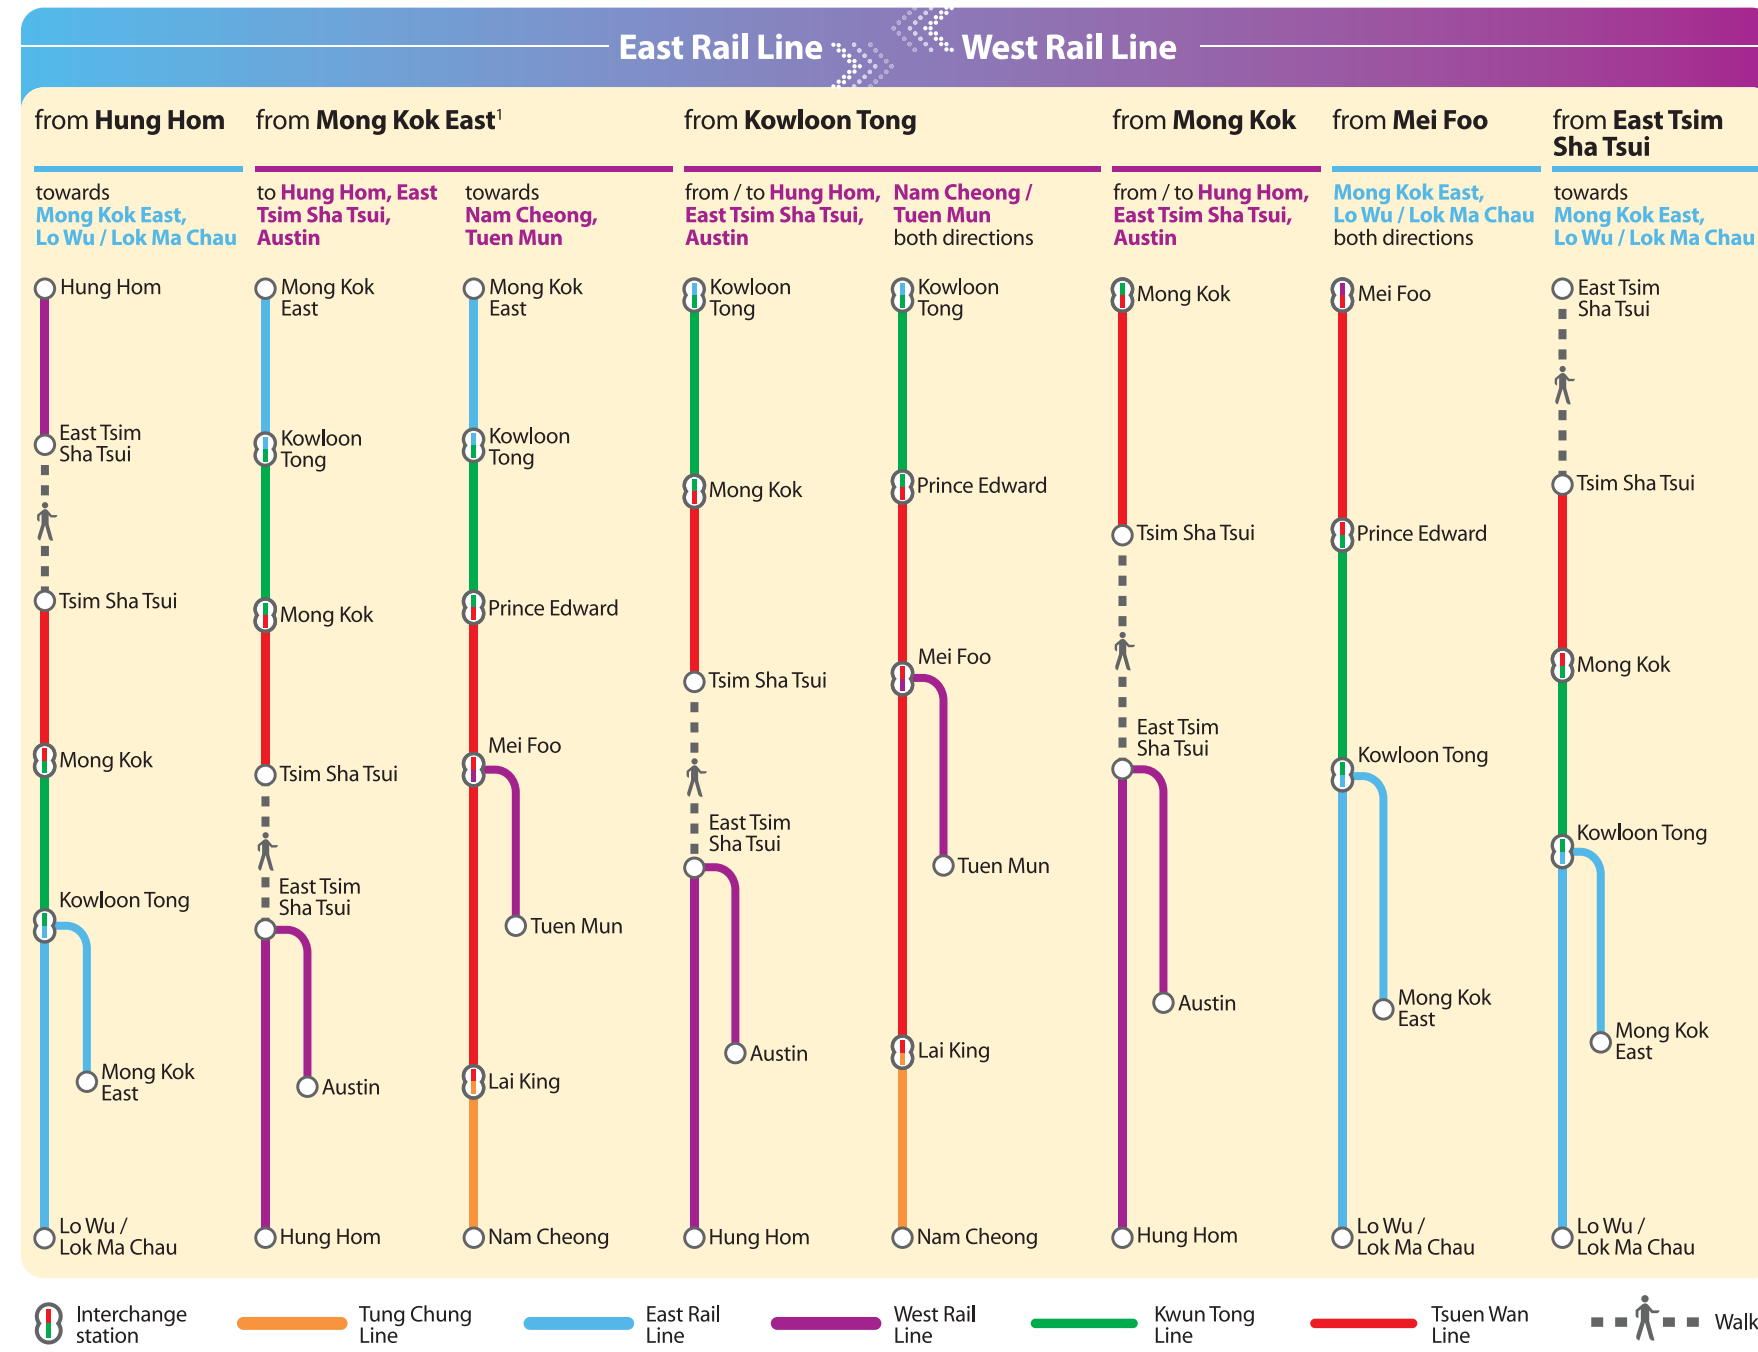 East Rail Line
West Rail Line
from Hung Hom
towards
Mong Kok East,
Lo Wu / Lok Ma Chau
Hung Hom
East Tsim
Sha Tsui
Tsim Sha Tsui
Mong Kok
Kowloon Tong
Mong Kok
East
Lo Wu /
Lok Ma Chau
from Mong Kok East1
to Hung Hom, East
Tsim Sha Tsui,
Austin
Mong Kok
East
Kowloon
Tong
Mong Kok
Tsim Sha Tsui
East Tsim
Sha Tsui
Austin
Hung Hom
towards
Nam Cheong,
Tuen Mun
Mong Kok
East
Kowloon
Tong
Prince Edward
Mei Foo
Tuen Mun
Lai King
Nam Cheong
from Kowloon Tong
from / to Hung Hom,
East Tsim Sha Tsui,
Austin
Kowloon
Tong
Mong Kok
Tsim Sha Tsui
East Tsim
Sha Tsui
Austin
Hung Hom
Nam Cheong /
Tuen Mun
both directions
Kowloon
Tong
Prince Edward
Mei Foo
Tuen Mun
Lai King
Nam Cheong
from Mong Kok
from / to Hung Hom,
East Tsim Sha Tsui,
Austin
Mong Kok
Tsim Sha Tsui
East Tsim
Sha Tsui
Austin
Hung Hom
from Mei Foo
Mong Kok East,
Lo Wu / Lok Ma Chau
both directions
Mei Foo
Prince Edward
Kowloon Tong
Mong Kok
East
Lo Wu /
Lok Ma Chau
from East Tsim
Sha Tsui
towards
Mong Kok East,
Lo Wu / Lok Ma Chau
East Tsim
Sha Tsui
Tsim Sha Tsui
Mong Kok
Kowloon Tong
Mong Kok
East
Lo Wu /
Lok Ma Chau
Interchange
station
Tung Chung
Line
East Rail
Line
West Rail
Line
Kwun Tong
Line
Tsuen Wan
Line
Walk